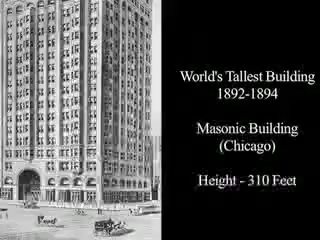 World's Tallest Building
1892-1894
Masonic Building
(Chicago)
Height - 310 Feet